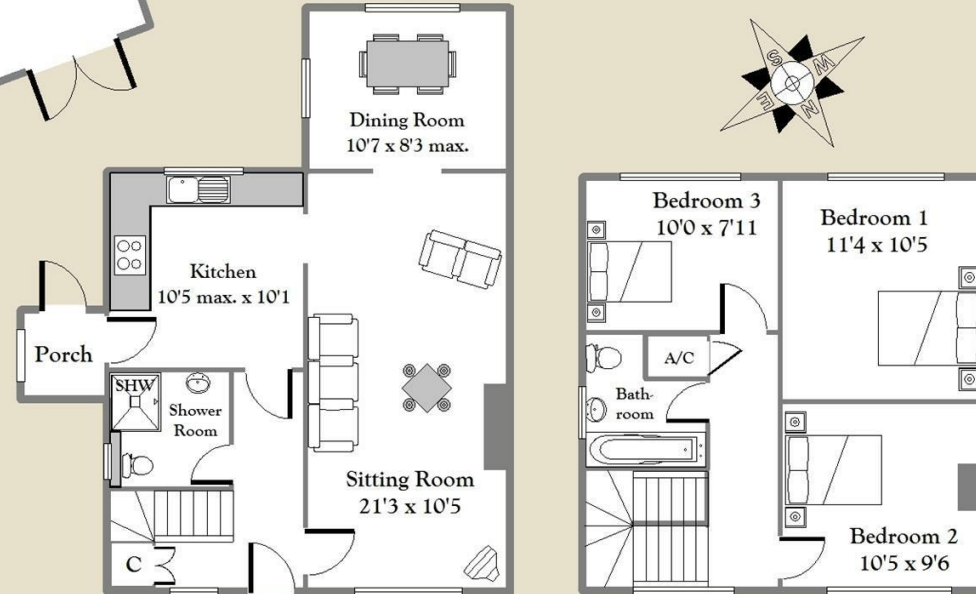 Dining Room
10'7 x 8'3 max.
S
W
E
N
Kitchen
10'5 max. x 10'1
Porch
SHW
Shower
Room
Sitting Room
21'3 x 10'5
C
Bedroom 3
10'0 x 7'11
Bedroom 1
11'4 x 10'5
A/C
Bath-
room
Bedroom 2
10'5 x 9'6